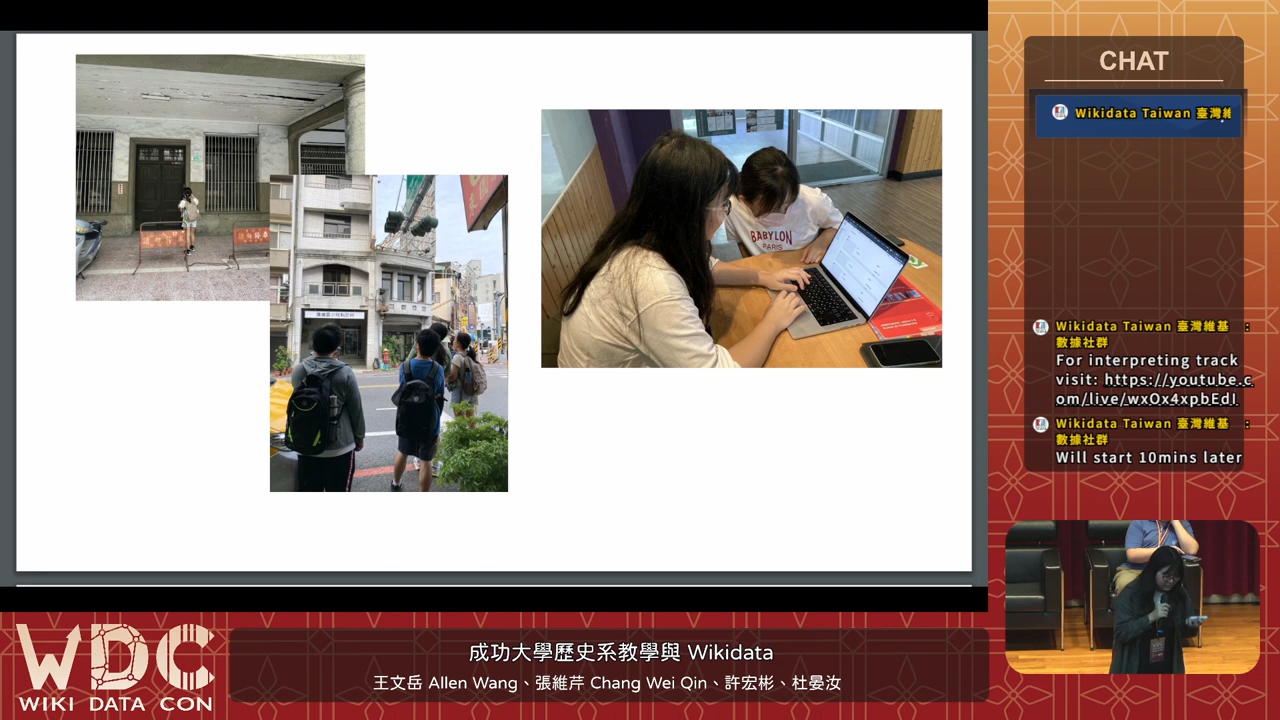 BABYLON
PARIS
CHAT
Wikidata Taiwan 臺灣維
Wikidata Taiwan 臺灣維基數據社群 :
For interpreting track
visit: https://youtube.c
om/live/wxOx4xpbEdI
Wikidata Taiwan 臺灣維基數據社群 :
Will start 10mins later
WDC
WIKI DATA CON
成功大學歷史系教學與 Wikidata
王文岳 Allen Wang、張維芹 Chang Wei Qin、許宏彬、杜晏汝